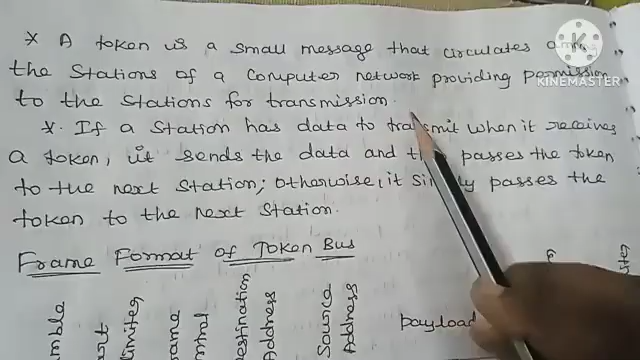 * A token is a small message that circulates
the stations of a computer network providing permission
to the stations for transmission.
*. If a station has data to transmit when it receives
a token, it sends the data and passes the token
to the next station; otherwise, it passes the
token to the next station.
Frame Format of Token Bus
Destination Address
Source Address
payload
KINEMASTER